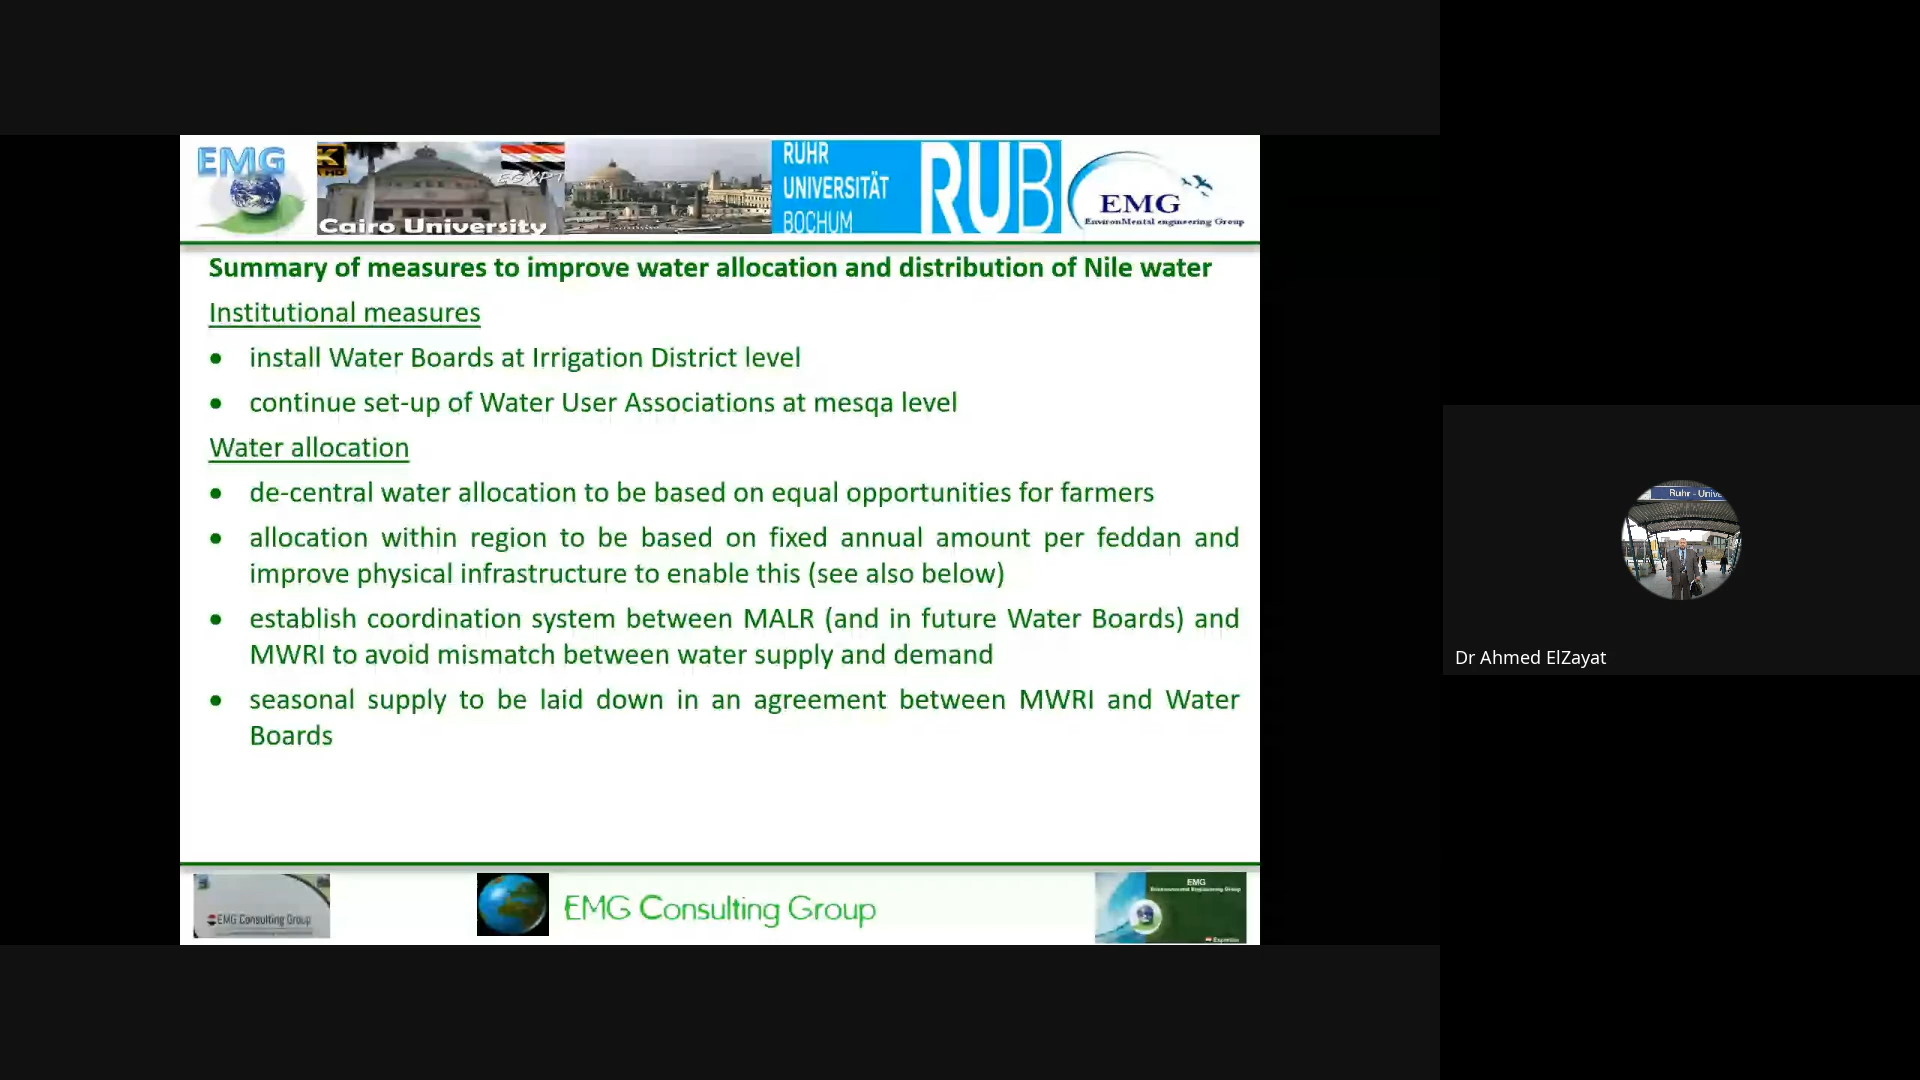 EMG
K
HD
EGYPT
Cairo University
RUHR
UNIVERSITÄT
BOCHUM
RUB
EMG
EnvironMental engineering Group
Summary of measures to improve water allocation and distribution of Nile water
Institutional measures
• install Water Boards at Irrigation District level
• continue set-up of Water User Associations at mesqa level
Water allocation
• de-central water allocation to be based on equal opportunities for farmers
• allocation within region to be based on fixed annual amount per feddan and
improve physical infrastructure to enable this (see also below)
• establish coordination system between MALR (and in future Water Boards) and
MWRI to avoid mismatch between water supply and demand
• seasonal supply to be laid down in an agreement between MWRI and Water
Boards
EMG Consulting Group
EMG Consulting Group
EMG
Environmental Engineering Group
Ruhr - Unive
Dr Ahmed ElZayat